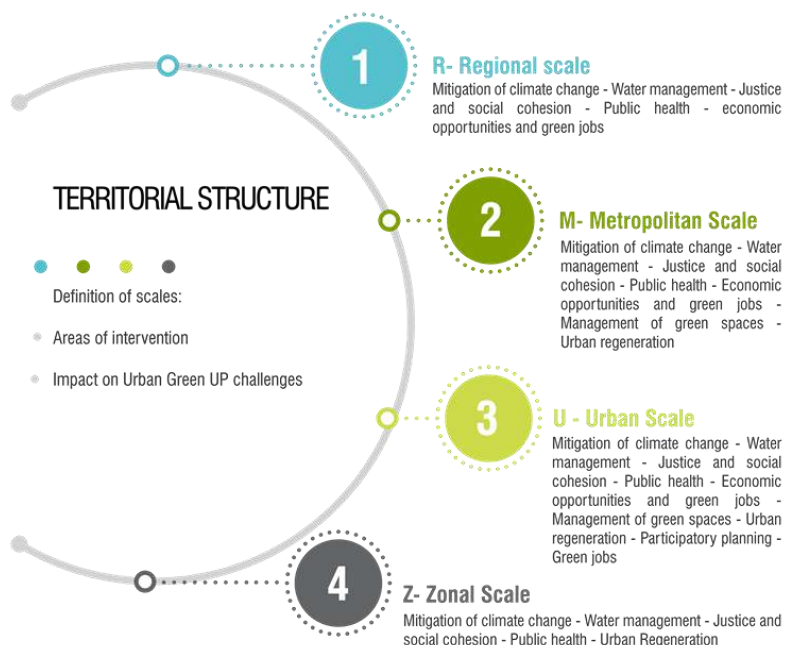 1
R- Regional scale
Mitigation of climate change - Water management - Justice
and social cohesion - Public health - economic
opportunities and green jobs
TERRITORIAL STRUCTURE
Definition of scales:
Areas of intervention
Impact on Urban Green UP challenges
2
M- Metropolitan Scale
Mitigation of climate change - Water
management - Justice and social
cohesion - Public health - Economic
opportunities and green jobs -
Management of green spaces -
Urban regeneration
3
U - Urban Scale
Mitigation of climate change - Water
management - Justice and social
cohesion - Public health - Economic
opportunities and green jobs -
Management of green spaces - Urban
regeneration - Participatory planning -
Green jobs
4
Z- Zonal Scale
Mitigation of climate change - Water management - Justice and
social cohesion - Public health - Urban Regeneration